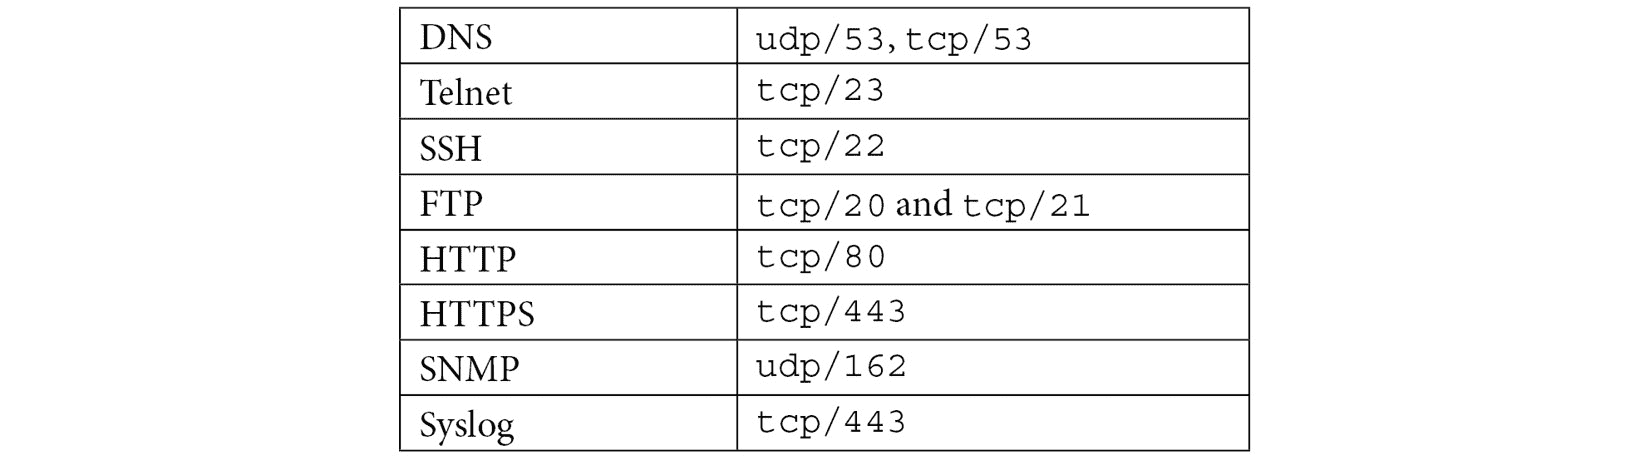 DNS udp/53, tcp/53
Telnet tcp/23
SSH tcp/22
FTP tcp/20 and tcp/21
HTTP tcp/80
HTTPS tcp/443
SNMP udp/162
Syslog tcp/443